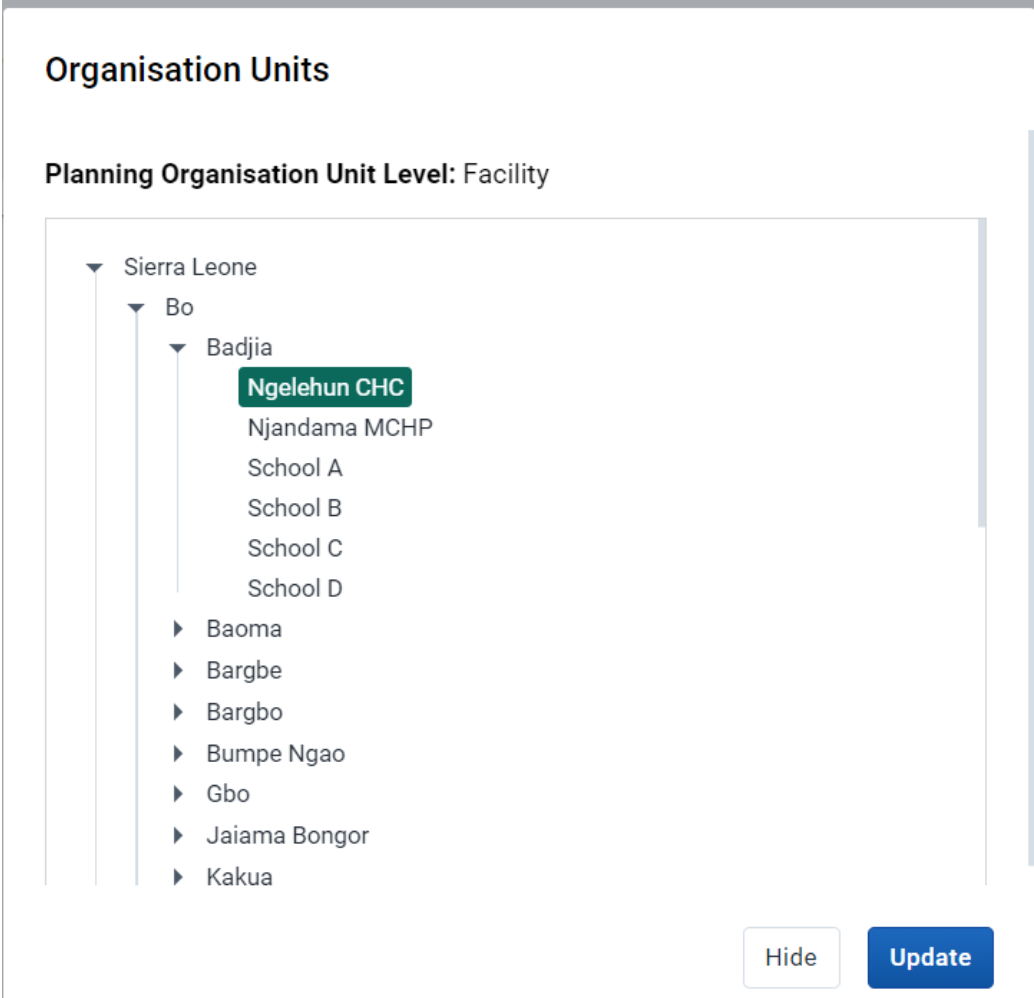 Organisation Units
Planning Organisation Unit Level: Facility
Sierra Leone
Bo
Badjia
Ngelehun CHC
Njandama MCHP
School A
School B
School C
School D
Baoma
Bargbe
Bargbo
Bumpe Ngao
Gbo
Jaiama Bongor
Kakua
Hide Update